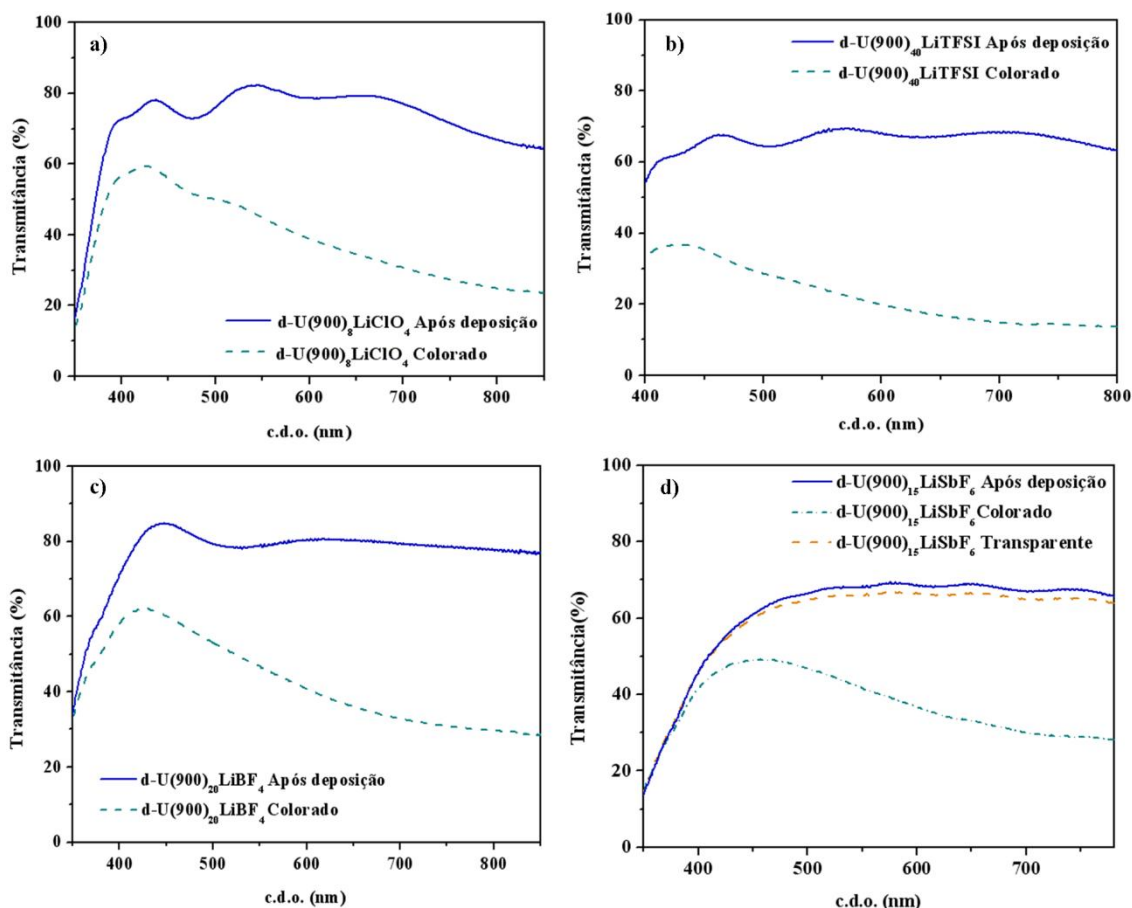 a)
Transmitância (%)
100
80
60
40
20
0
d-U(900)₈LiClO₄ Após deposição
d-U(900)₈LiClO₄ Colorado
400 500 600 700 800
c.d.o. (nm)
b)
Transmitância (%)
100
80
60
40
20
0
d-U(900)₄₀LiTFSI Após deposição
d-U(900)₄₀LiTFSI Colorado
400 500 600 700 800
c.d.o. (nm)
c)
Transmitância (%)
100
80
60
40
20
0
d-U(900)₂₀LiBF₄ Após deposição
d-U(900)₂₀LiBF₄ Colorado
400 500 600 700 800
c.d.o. (nm)
d)
Transmitância(%)
100
80
60
40
20
0
d-U(900)₁₅LiSbF₆ Após deposição
d-U(900)₁₅LiSbF₆ Colorado
d-U(900)₁₅LiSbF₆ Transparente
400 500 600 700
c.d.o. (nm)